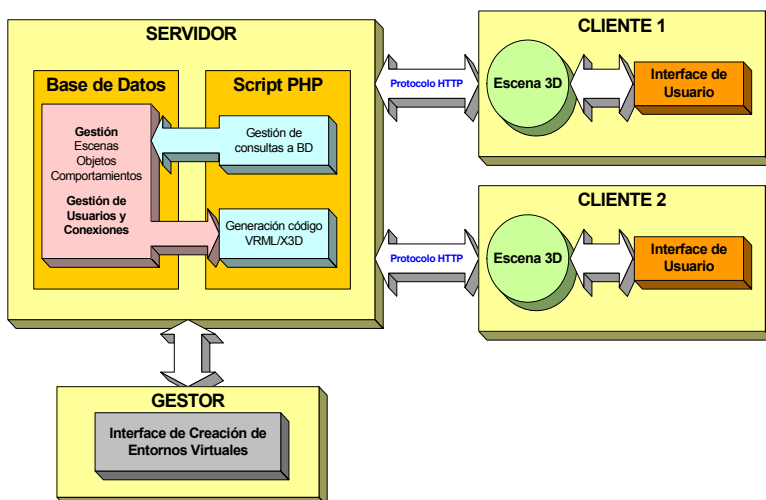 SERVIDOR
Base de Datos
Gestión
Escenas
Objetos
Comportamientos
Gestión de
Usuarios y
Conexiones
Script PHP
Gestión de
consultas a BD
Generación código
VRML/X3D
Protocolo HTTP
CLIENTE 1
Escena 3D
Interface de
Usuario
Protocolo HTTP
CLIENTE 2
Escena 3D
Interface de
Usuario
GESTOR
Interface de Creación de
Entornos Virtuales